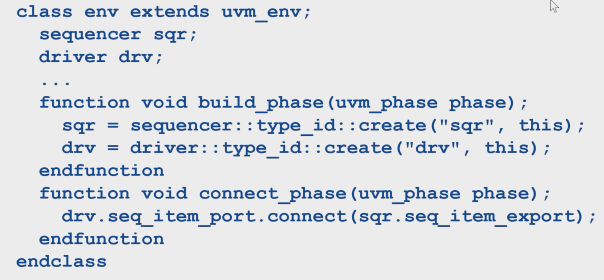 class env extends uvm_env;
sequencer sqr;
driver drv;
...
function void build_phase(uvm_phase phase);
sqr = sequencer::type_id::create("sqr", this);
drv = driver::type_id::create("drv", this);
endfunction
function void connect_phase(uvm_phase phase);
drv.seq_item_port.connect(sqr.seq_item_export);
endfunction
endclass